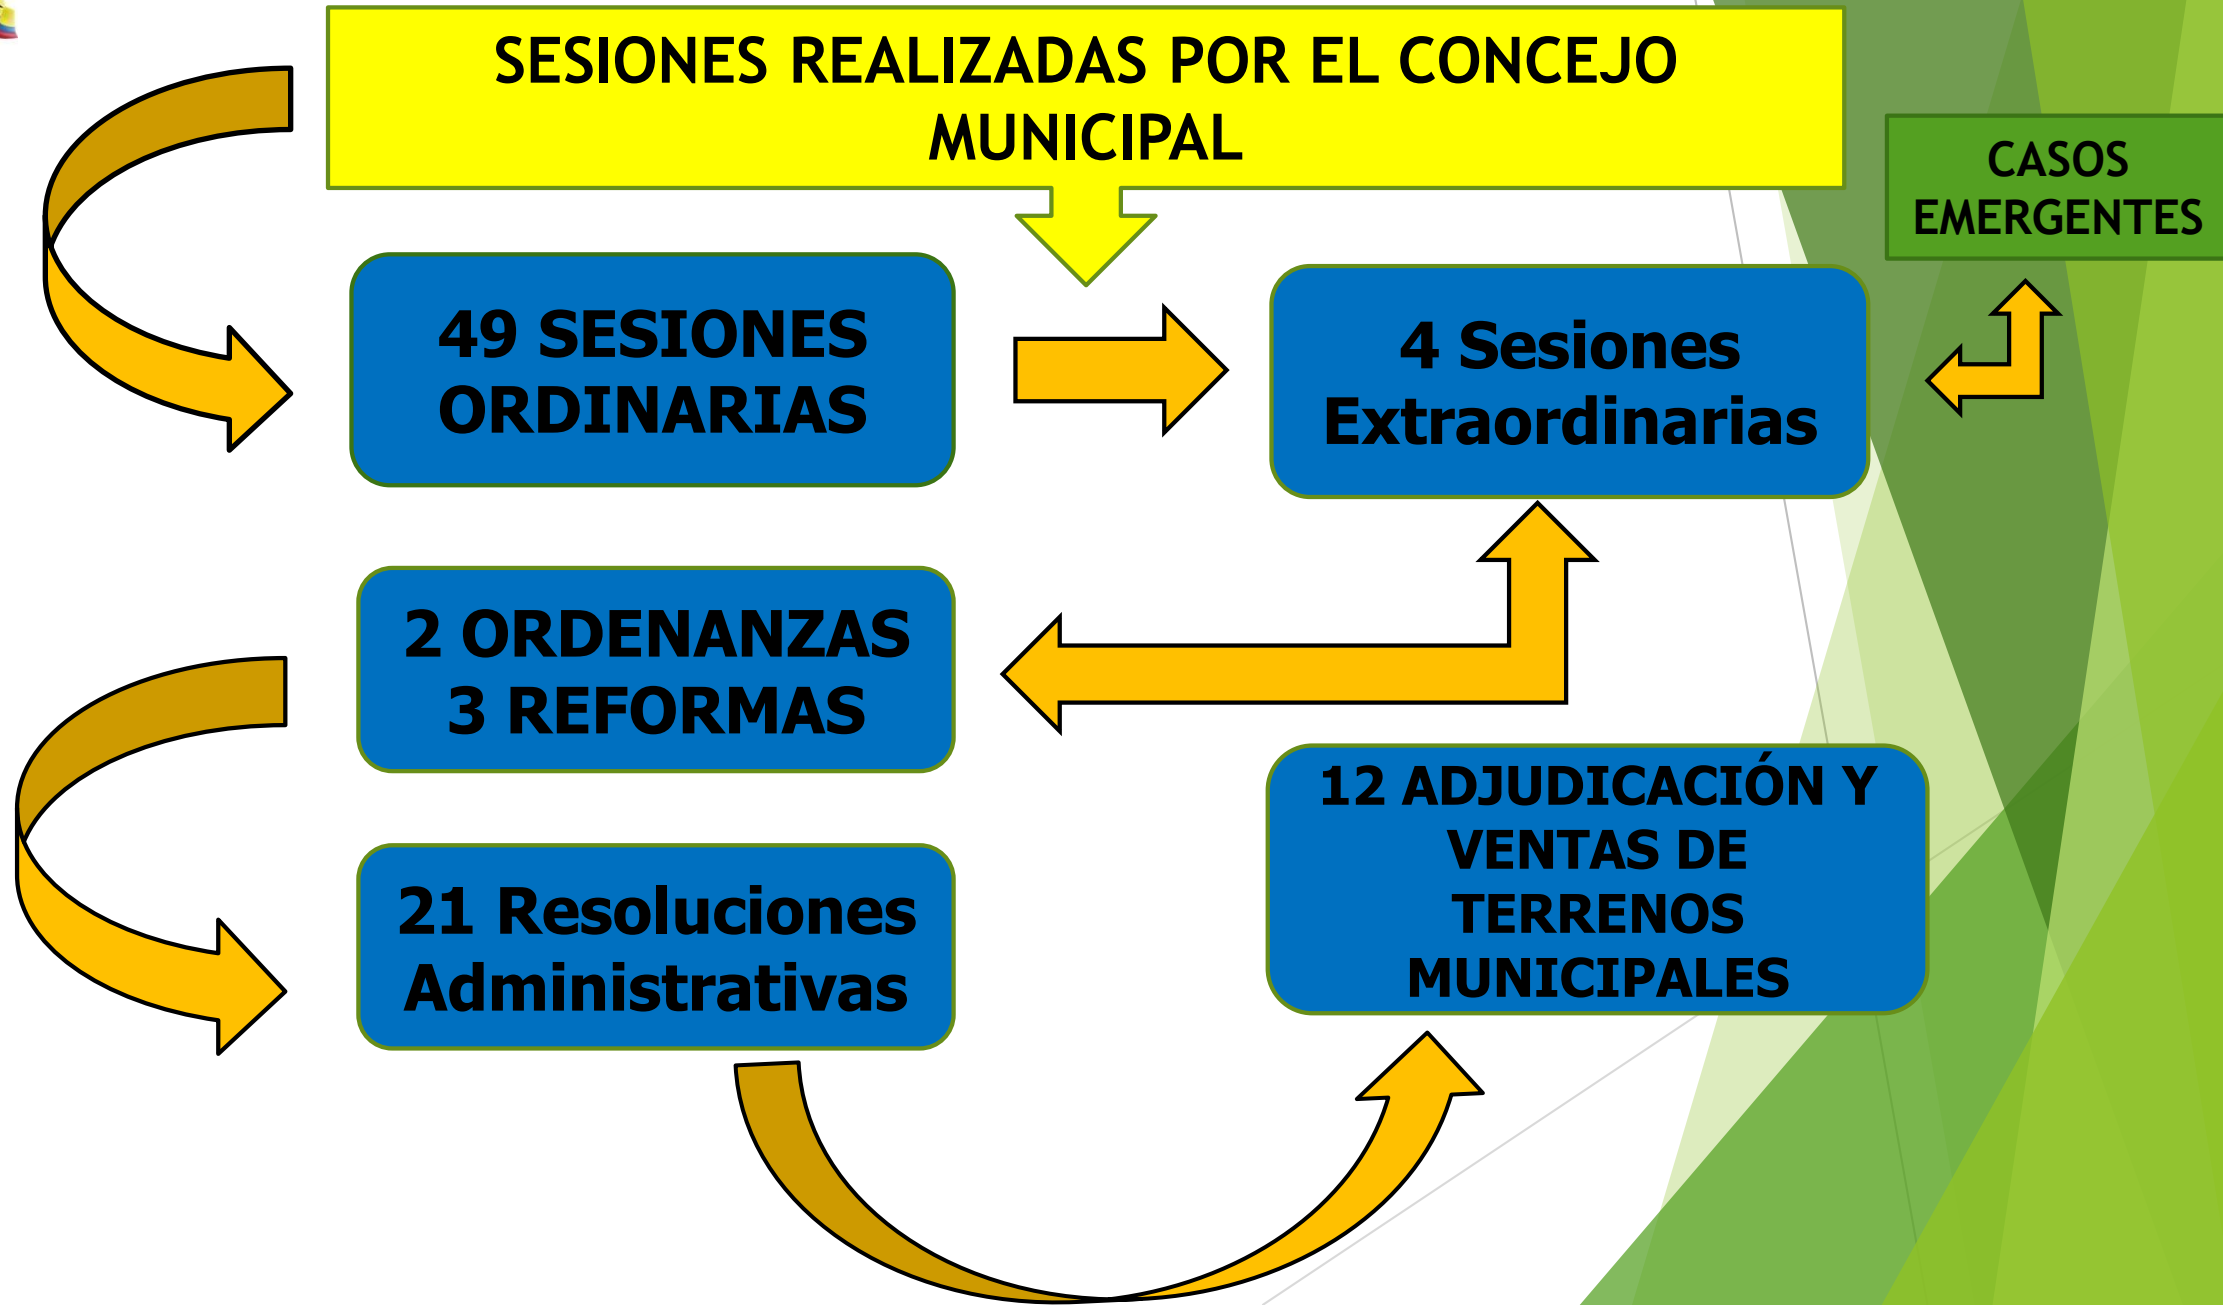 SESIONES REALIZADAS POR EL CONCEJO
MUNICIPAL
CASOS
EMERGENTES
49 SESIONES
ORDINARIAS
4 Sesiones
Extraordinarias
2 ORDENANZAS
3 REFORMAS
12 ADJUDICACIÓN Y
VENTAS DE
TERRENOS
MUNICIPALES
21 Resoluciones
Administrativas